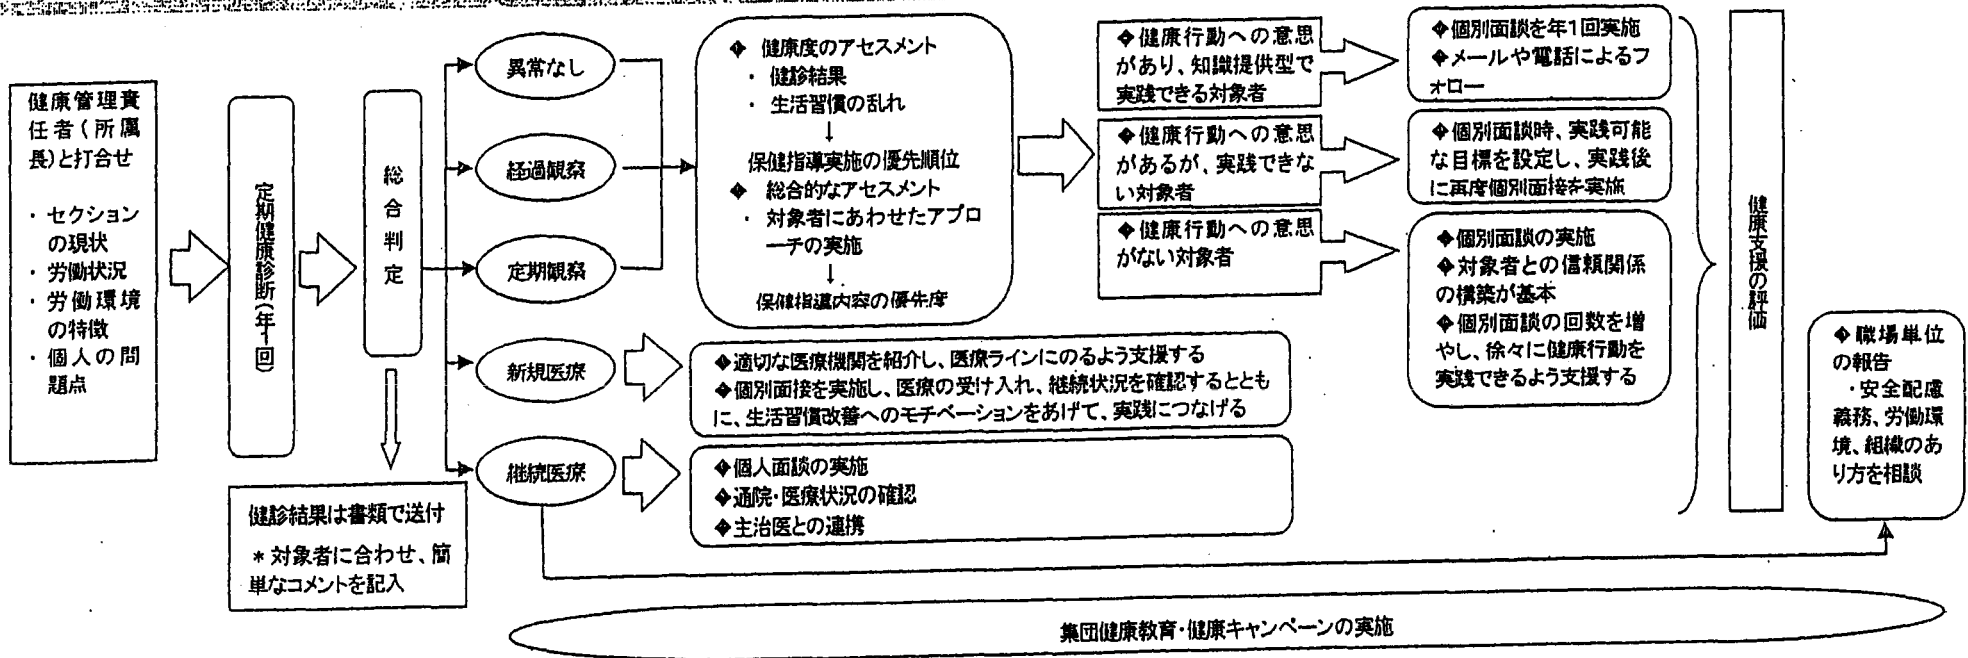 健康管理責
任者(所属
長)と打合せ
・ セクション
の現状
・ 労働状況
・ 労働環境
の特徴
・ 個人の問
題点
定期健康診断(年1回)
総合判定
健診結果は書類で送付
*対象者に合わせ、簡
単なコメントを記入
異常なし
経過観察
定期観察
新規医療
継続医療
◆ 健康度のアセスメント
・ 健診結果
・ 生活習慣の乱れ
↓
保健指導実施の優先順位
◆ 総合的なアセスメント
・ 対象者にあわせたアプロ
ーチの実施
↓
保健指導内容の優先度
◆適切な医療機関を紹介し、医療ラインにのるよう支援する
◆個別面接を実施し、医療の受け入れ、継続状況を確認するととも
に、生活習慣改善へのモチベーションをあげて、実践につなげる
◆個人面談の実施
◆通院・医療状況の確認
◆主治医との連携
◆健康行動への意思
があり、知識提供型で
実践できる対象者
◆健康行動への意思
があるが、実践できな
い対象者
◆健康行動への意思
がない対象者
◆個別面談を年1回実施
◆メールや電話によるフ
ォロー
◆個別面談時、実践可能
な目標を設定し、実践後
に再度個別面接を実施
◆個別面談の実施
◆対象者との信頼関係
の構築が基本
◆個別面談の回数を増
やし、徐々に健康行動を
実践できるよう支援する
健康支援の評価
◆職場単位
の報告
・安全配慮
義務、労働環
境、組織のあ
り方を相談
集団健康教育・健康キャンペーンの実施